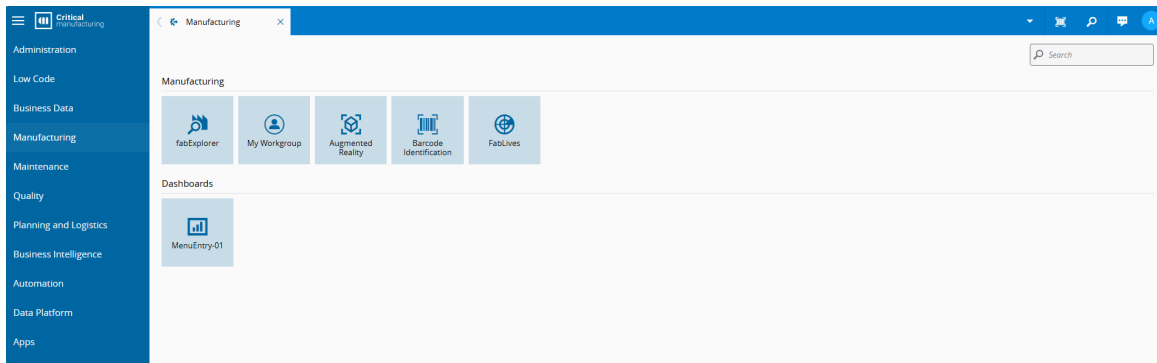 Critical
manufacturing
Manufacturing
A
Administration
Low Code
Business Data
Manufacturing
Maintenance
Quality
Planning and Logistics
Business Intelligence
Automation
Data Platform
Apps
Search
Manufacturing
fabExplorer
My Workgroup
Augmented
Reality
Barcode
Identification
FabLives
Dashboards
MenuEntry-01